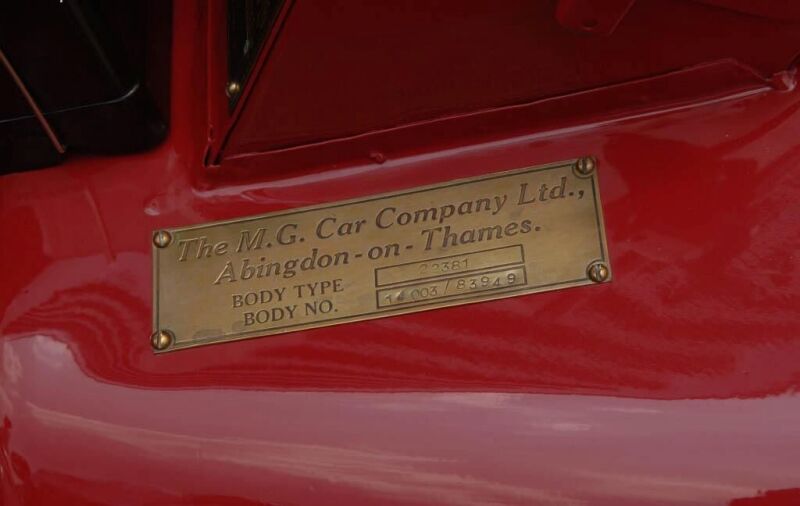 The M.G. Car Company Ltd.,
Abingdon-on-Thames.
BODY TYPE 22381
BODY NO. 14003/83949